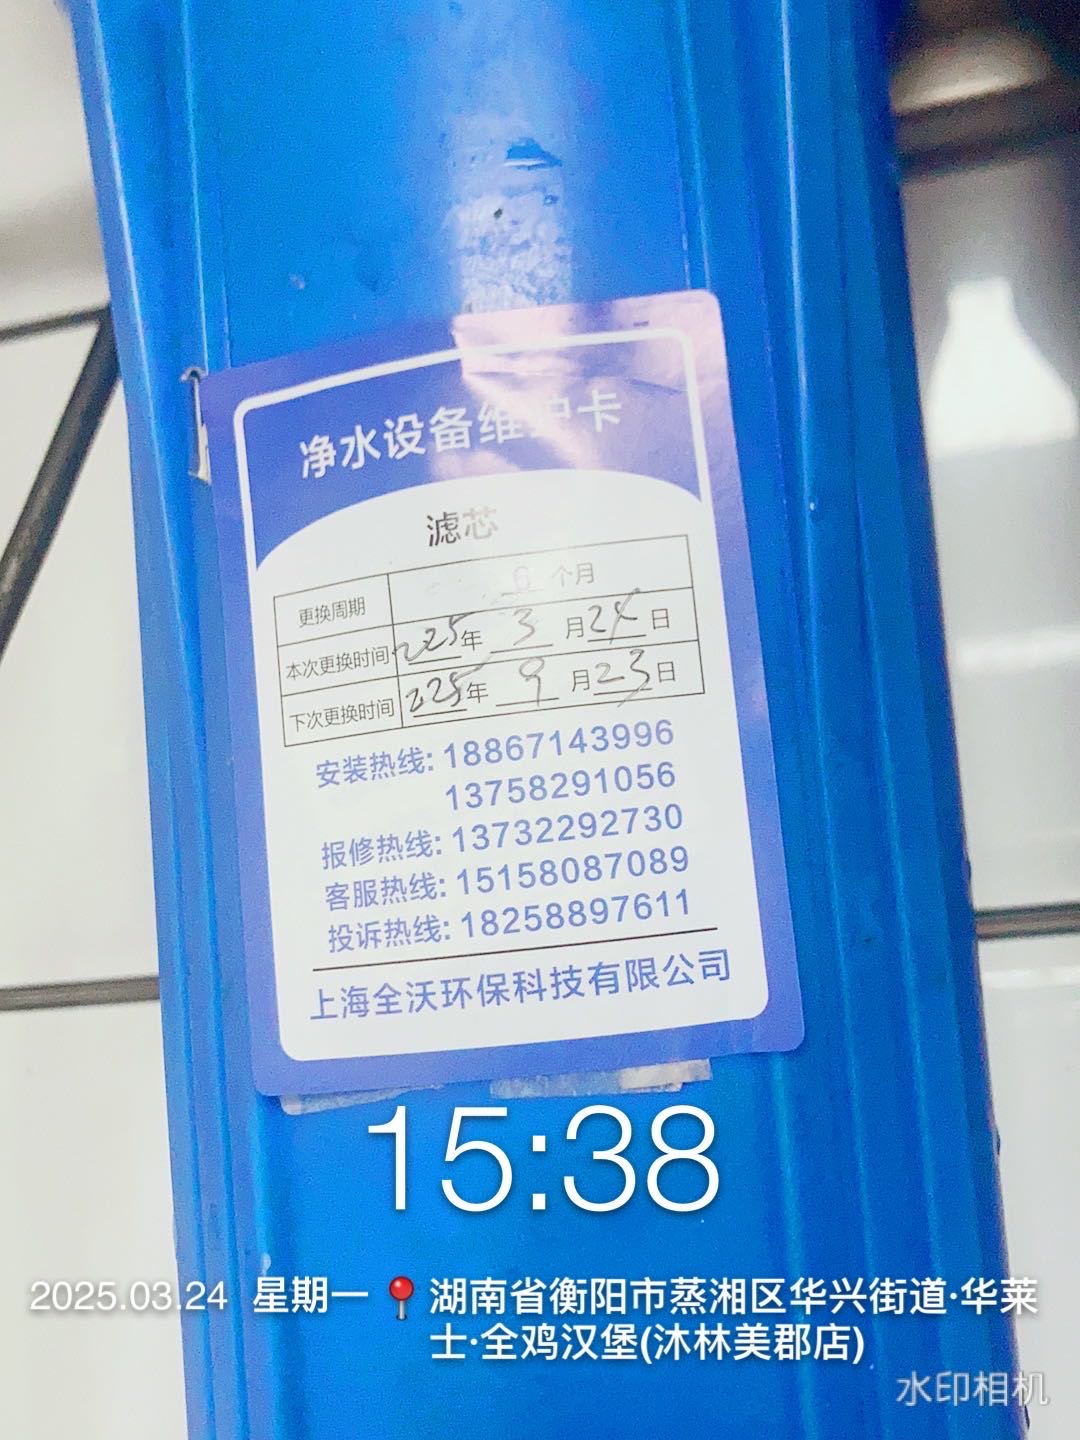 净水设备维护卡
滤芯
更换周期 6 个月
本次更换时间 225年 3 月 24 日
下次更换时间 225年 9 月 23 日
安装热线: 18867143996
13758291056
报修热线: 13732292730
客服热线: 15158087089
投诉热线: 18258897611
上海全沃环保科技有限公司
15:38
2025.03.24 星期一 湖南省衡阳市蒸湘区华兴街道·华莱
士·全鸡汉堡(沐林美郡店)
水印相机